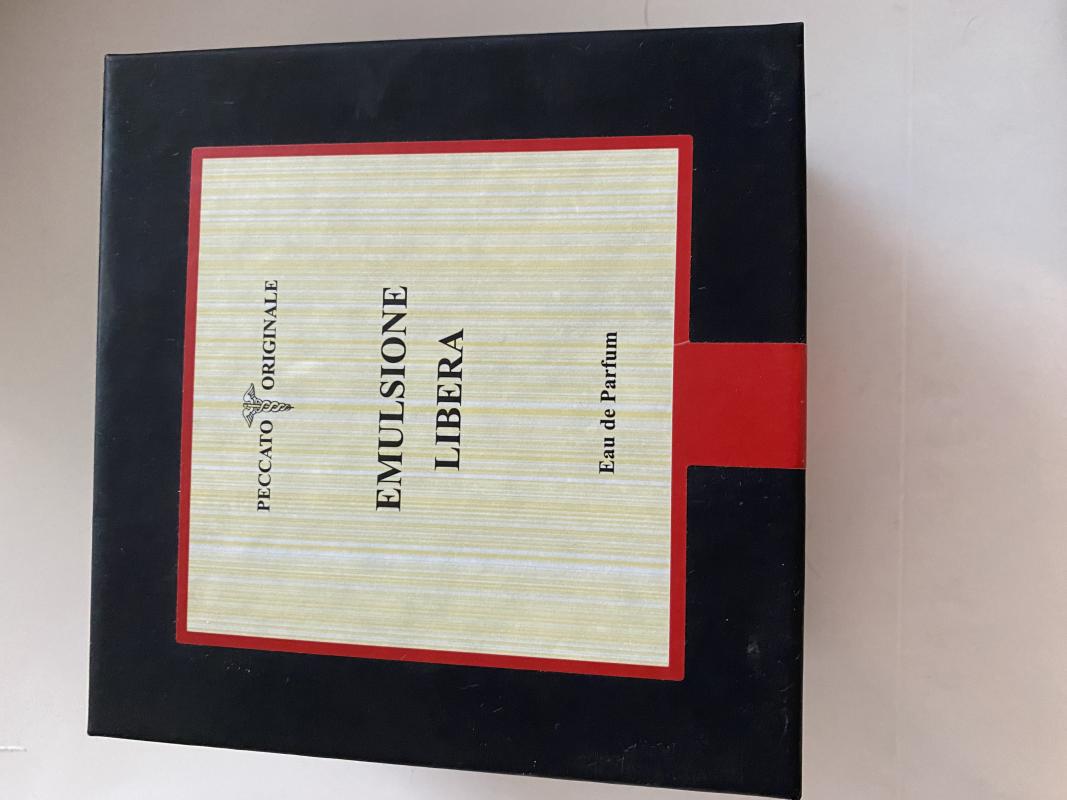 PECCATO ORIGINALE
EMULSIONE
LIBERA
Eau de Parfum